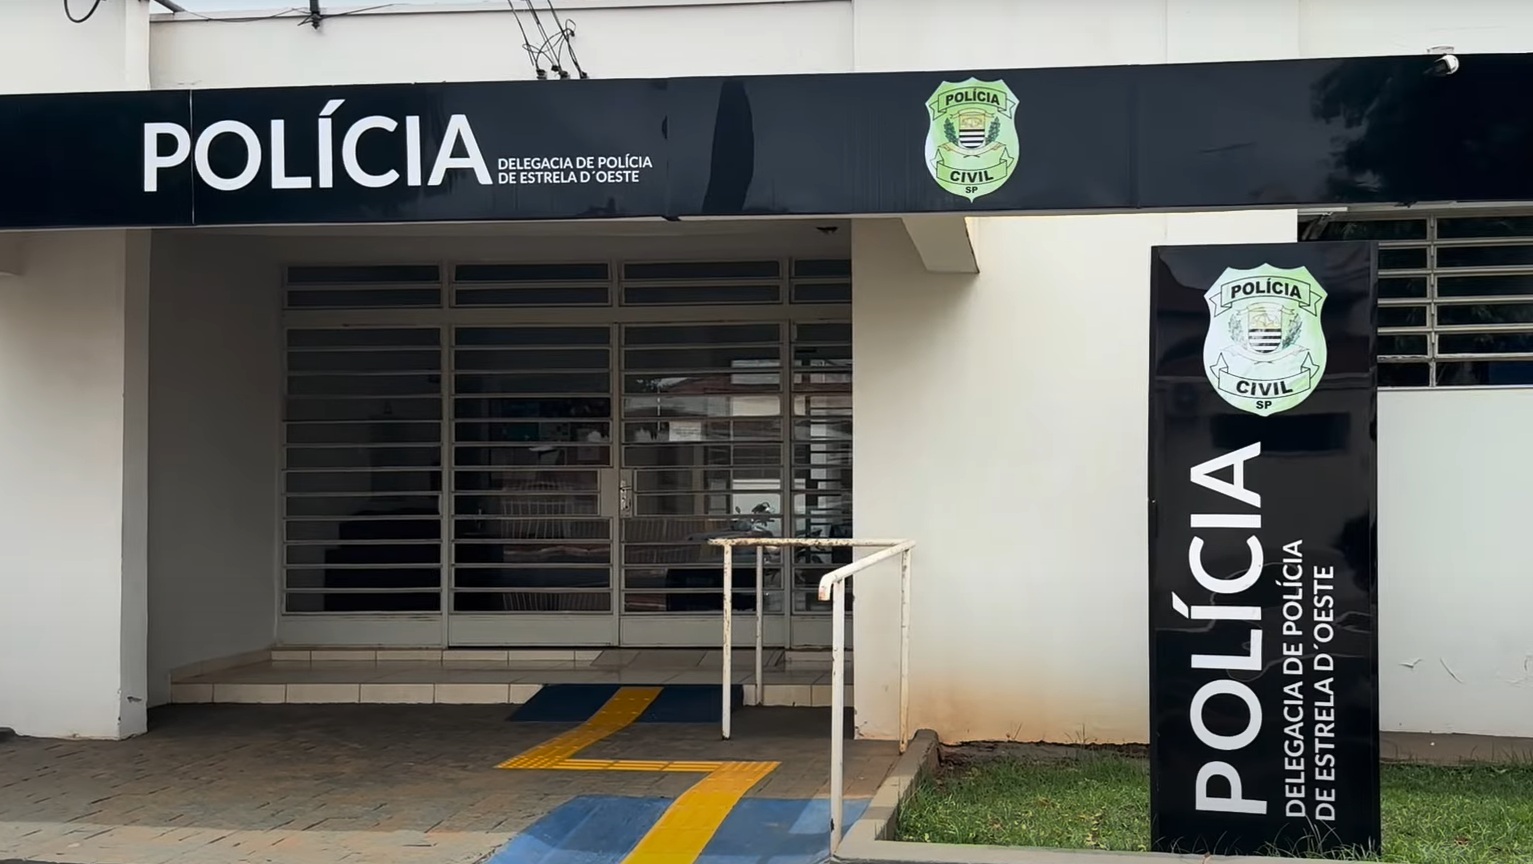 POLÍCIA
DELEGACIA DE POLÍCIA
DE ESTRELA D´OESTE
POLÍCIA
CIVIL
SP
POLÍCIA
CIVIL
SP
POLÍCIA
DELEGACIA DE POLÍCIA
DE ESTRELA D´OESTE